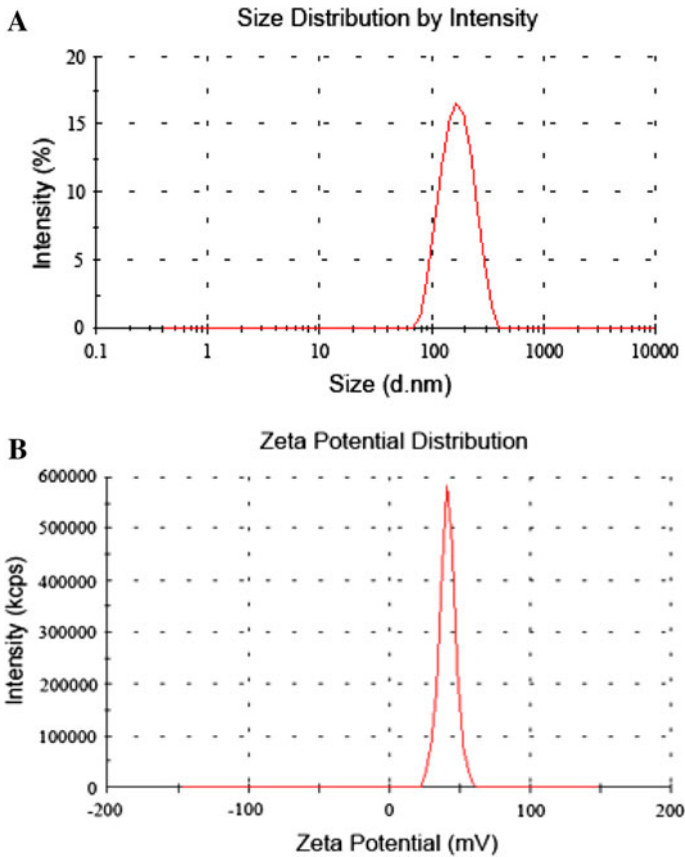 A
Size Distribution by Intensity
Intensity (%)
20
15
10
5
0
0.1 1 10 100 1000 10000
Size (d.nm)
B
Zeta Potential Distribution
Intensity (kcps)
600000
500000
400000
300000
200000
100000
0
-200 -100 0 100 200
Zeta Potential (mV)